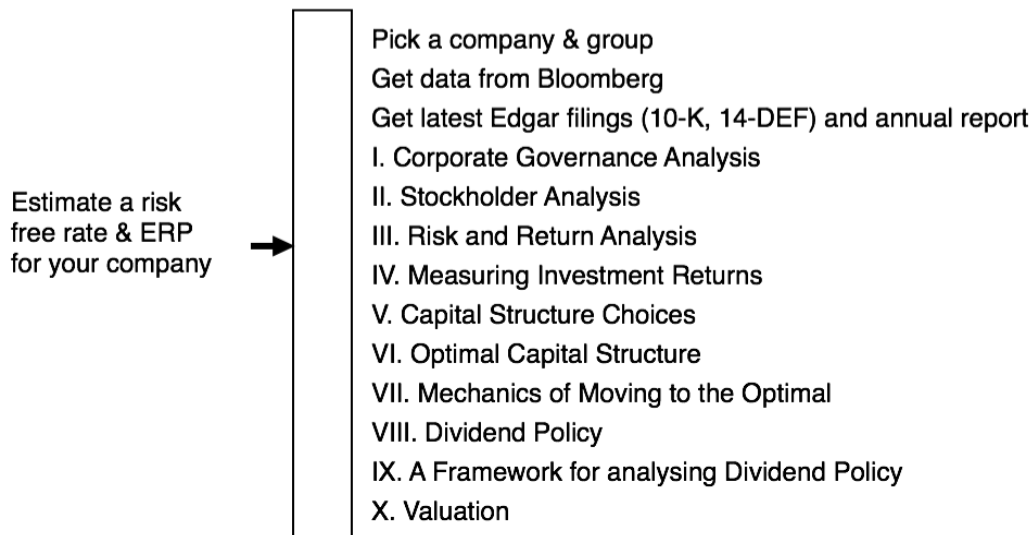 Estimate a risk
free rate & ERP
for your company
Pick a company & group
Get data from Bloomberg
Get latest Edgar filings (10-K, 14-DEF) and annual report
I. Corporate Governance Analysis
II. Stockholder Analysis
III. Risk and Return Analysis
IV. Measuring Investment Returns
V. Capital Structure Choices
VI. Optimal Capital Structure
VII. Mechanics of Moving to the Optimal
VIII. Dividend Policy
IX. A Framework for analysing Dividend Policy
X. Valuation